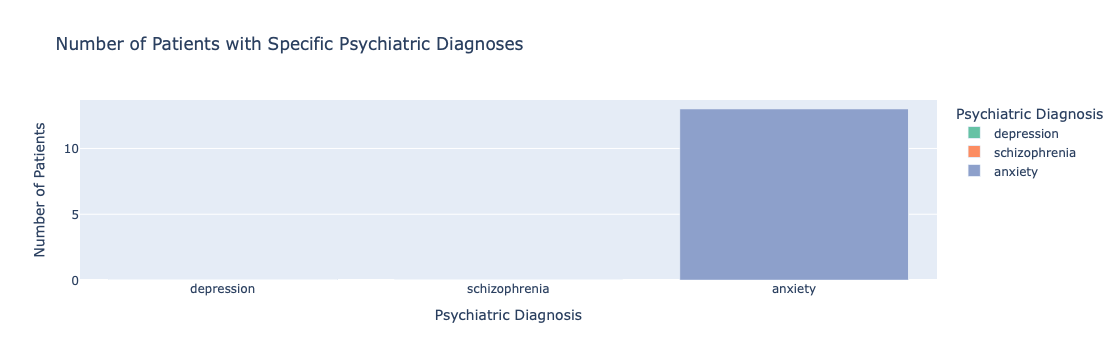 Number of Patients with Specific Psychiatric Diagnoses
Number of Patients
10
5
0
depression
schizophrenia
anxiety
Psychiatric Diagnosis
Psychiatric Diagnosis
depression
schizophrenia
anxiety